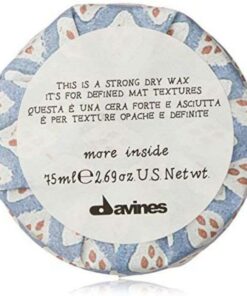 THIS IS A STRONG DRY WAX
IT'S FOR DEFINED MAT TEXTURES
QUESTA È UNA CERA FORTE E ASCIUTTA
È PER TEXTURE OPACHE E DEFINITE
more inside
75ml℮2.69oz U.S. Net wt.
davines